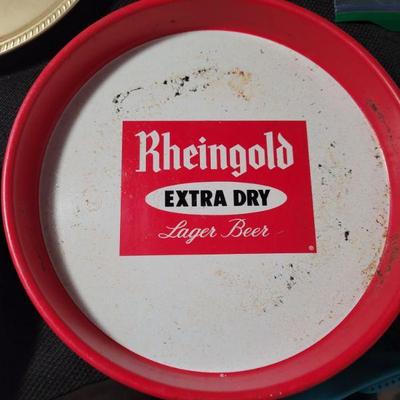 Rheingold
EXTRA DRY
Lager Beer
®